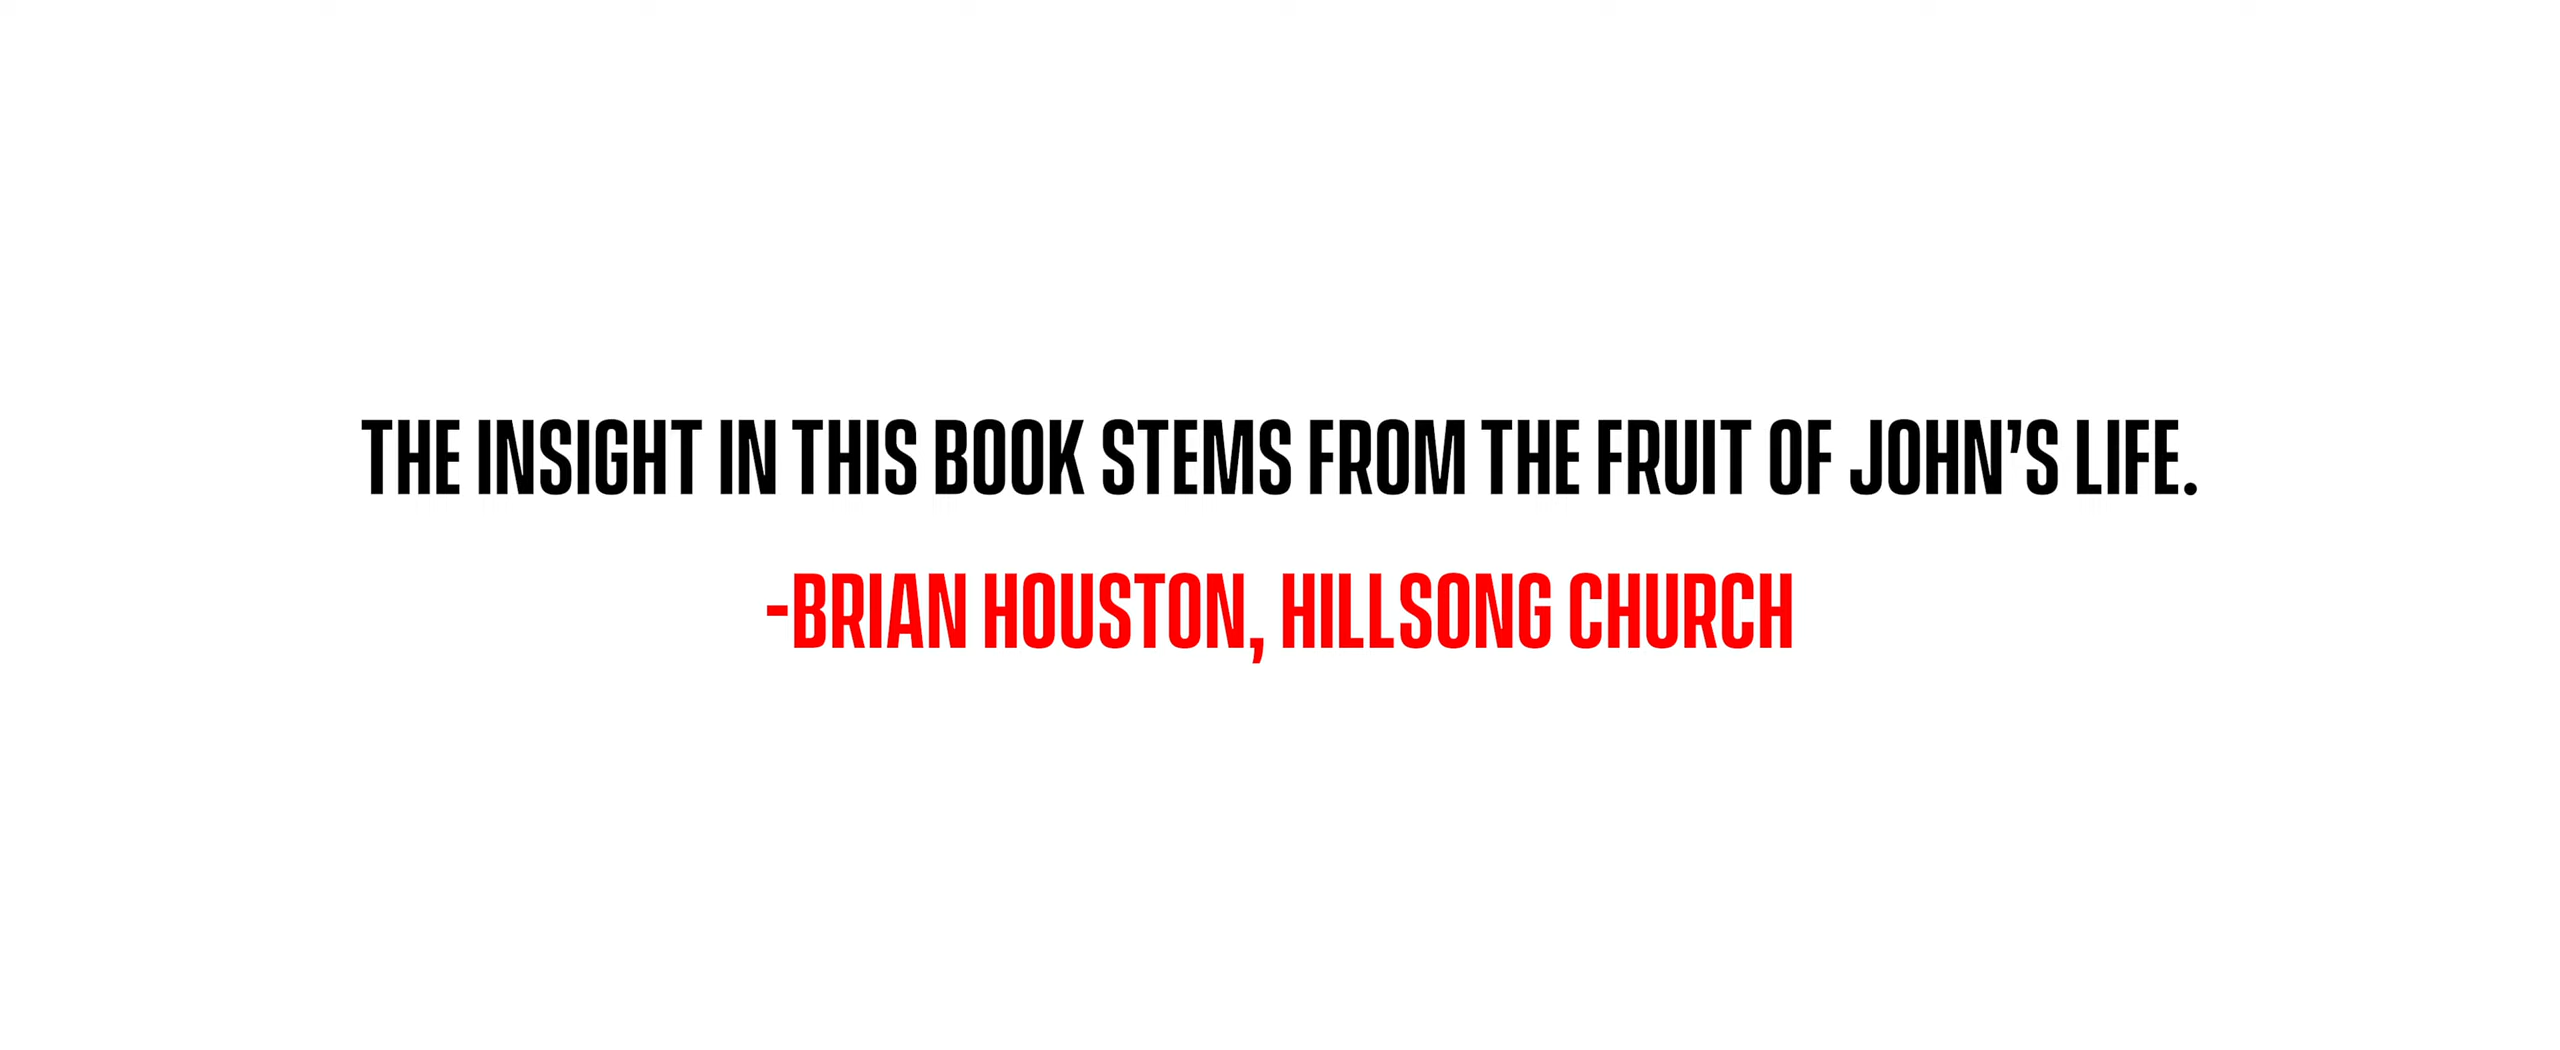 THE INSIGHT IN THIS BOOK STEMS FROM THE FRUIT OF JOHN’S LIFE.
-BRIAN HOUSTON, HILLSONG CHURCH